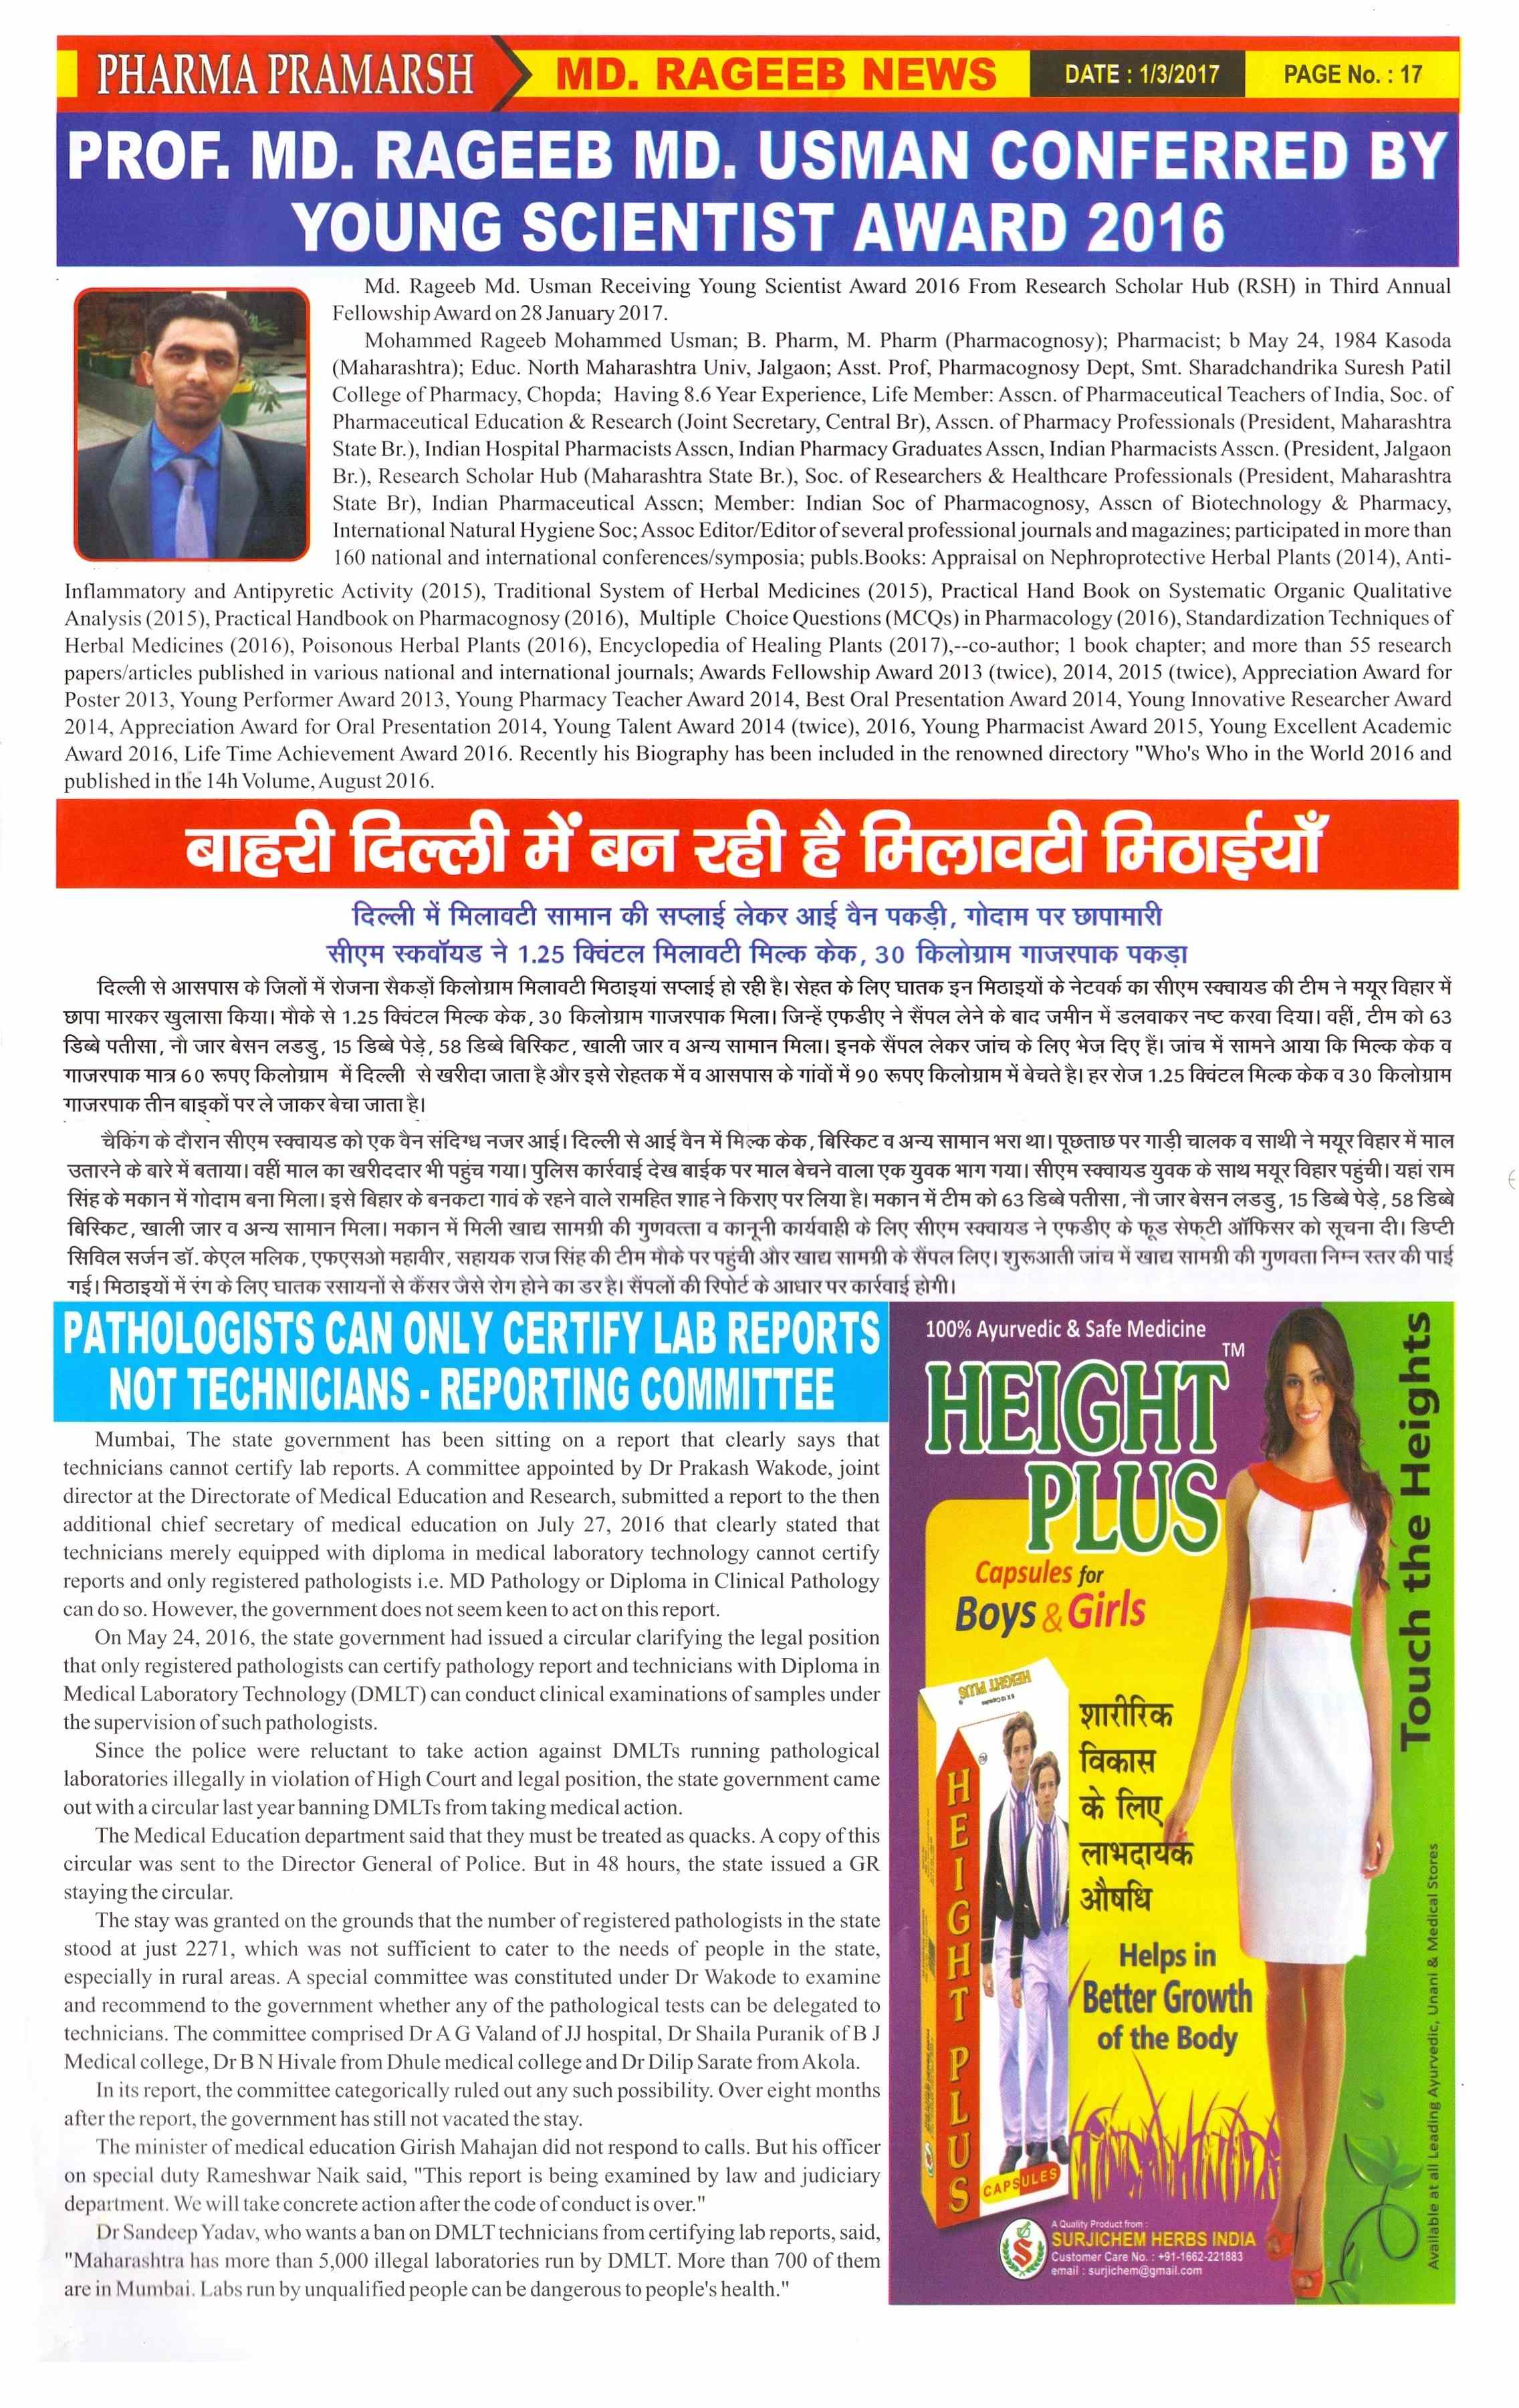 PHARMA PRAMARSH
MD. RAGEEB NEWS
DATE : 1/3/2017
PAGE No. : 17
PROF. MD. RAGEEB MD. USMAN CONFERRED BY
YOUNG SCIENTIST AWARD 2016
Md. Rageeb Md. Usman Receiving Young Scientist Award 2016 From Research Scholar Hub (RSH) in Third Annual
Fellowship Award on 28 January 2017.
Mohammed Rageeb Mohammed Usman; B. Pharm, M. Pharm (Pharmacognosy); Pharmacist; b May 24, 1984 Kasoda
(Maharashtra); Educ. North Maharashtra Univ, Jalgaon; Asst. Prof, Pharmacognosy Dept, Smt. Sharadchandrika Suresh Patil
College of Pharmacy, Chopda; Having 8.6 Year Experience, Life Member: Asscn. of Pharmaceutical Teachers of India, Soc. of
Pharmaceutical Education & Research (Joint Secretary, Central Br), Asscn. of Pharmacy Professionals (President, Maharashtra
State Br.), Indian Hospital Pharmacists Asscn, Indian Pharmacy Graduates Asscn, Indian Pharmacists Asscn. (President, Jalgaon
Br.), Research Scholar Hub (Maharashtra State Br.), Soc. of Researchers & Healthcare Professionals (President, Maharashtra
State Br), Indian Pharmaceutical Asscn; Member: Indian Soc of Pharmacognosy, Asscn of Biotechnology & Pharmacy,
International Natural Hygiene Soc; Assoc Editor/Editor of several professional journals and magazines; participated in more than
160 national and international conferences/symposia; publs.Books: Appraisal on Nephroprotective Herbal Plants (2014), Anti-
Inflammatory and Antipyretic Activity (2015), Traditional System of Herbal Medicines (2015), Practical Hand Book on Systematic Organic Qualitative
Analysis (2015), Practical Handbook on Pharmacognosy (2016), Multiple Choice Questions (MCQs) in Pharmacology (2016), Standardization Techniques of
Herbal Medicines (2016), Poisonous Herbal Plants (2016), Encyclopedia of Healing Plants (2017),--co-author; 1 book chapter; and more than 55 research
papers/articles published in various national and international journals; Awards Fellowship Award 2013 (twice), 2014, 2015 (twice), Appreciation Award for
Poster 2013, Young Performer Award 2013, Young Pharmacy Teacher Award 2014, Best Oral Presentation Award 2014, Young Innovative Researcher Award
2014, Appreciation Award for Oral Presentation 2014, Young Talent Award 2014 (twice), 2016, Young Pharmacist Award 2015, Young Excellent Academic
Award 2016, Life Time Achievement Award 2016. Recently his Biography has been included in the renowned directory "Who's Who in the World 2016 and
published in the 14h Volume, August 2016.
बाहरी दिल्ली में बन रही है मिलावटी मिठाईयाँ
दिल्ली में मिलावटी सामान की सप्लाई लेकर आई वैन पकड़ी, गोदाम पर छापामारी
सीएम स्कवॉयड ने 1.25 क्विंटल मिलावटी मिल्क केक, 30 किलोग्राम गाजरपाक पकड़ा
दिल्ली से आसपास के जिलों में रोजना सैकड़ों किलोग्राम मिलावटी मिठाइयां सप्लाई हो रही है। सेहत के लिए घातक इन मिठाइयों के नेटवर्क का सीएम स्क्वायड की टीम ने मयूर विहार में
छापा मारकर खुलासा किया। मौके से 1.25 क्विंटल मिल्क केक, 30 किलोग्राम गाजरपाक मिला। जिन्हें एफडीए ने सैंपल लेने के बाद जमीन में डलवाकर नष्ट करवा दिया। वहीं, टीम को 63
डिब्बे पतीसा, नौ जार बेसन लडडु, 15 डिब्बे पेड़े, 58 डिब्बे बिस्किट, खाली जार व अन्य सामान मिला। इनके सैंपल लेकर जांच के लिए भेज दिए हैं। जांच में सामने आया कि मिल्क केक व
गाजरपाक मात्र 60 रूपए किलोग्राम में दिल्ली से खरीदा जाता है और इसे रोहतक में व आसपास के गांवों में 90 रूपए किलोग्राम में बेचते है। हर रोज 1.25 क्विंटल मिल्क केक व 30 किलोग्राम
गाजरपाक तीन बाइकों पर ले जाकर बेचा जाता है।
चैकिंग के दौरान सीएम स्क्वायड को एक वैन संदिग्ध नजर आई। दिल्ली से आई वैन में मिल्क केक, बिस्किट व अन्य सामान भरा था। पूछताछ पर गाड़ी चालक व साथी ने मयूर विहार में माल
उतारने के बारे में बताया। वहीं माल का खरीददार भी पहुंच गया। पुलिस कार्रवाई देख बाईक पर माल बेचने वाला एक युवक भाग गया। सीएम स्क्वायड युवक के साथ मयूर विहार पहुंची। यहां राम
सिंह के मकान में गोदाम बना मिला। इसे बिहार के बनकटा गावं के रहने वाले रामहित शाह ने किराए पर लिया है। मकान में टीम को 63 डिब्बे पतीसा, नौ जार बेसन लडडु, 15 डिब्बे पेड़े, 58 डिब्बे
बिस्किट, खाली जार व अन्य सामान मिला। मकान में मिली खाद्य सामग्री की गुणवत्ता व कानूनी कार्यवाही के लिए सीएम स्क्वायड ने एफडीए के फूड सेफ्टी ऑफिसर को सूचना दी। डिप्टी
सिविल सर्जन डॉ. केएल मलिक, एफएसओ महावीर, सहायक राज सिंह की टीम मौके पर पहुंची और खाद्य सामग्री के सैंपल लिए। शुरूआती जांच में खाद्य सामग्री की गुणवता निम्न स्तर की पाई
गई। मिठाइयों में रंग के लिए घातक रसायनों से कैंसर जैसे रोग होने का डर है। सैंपलों की रिपोर्ट के आधार पर कार्रवाई होगी।
PATHOLOGISTS CAN ONLY CERTIFY LAB REPORTS
NOT TECHNICIANS - REPORTING COMMITTEE
Mumbai, The state government has been sitting on a report that clearly says that
technicians cannot certify lab reports. A committee appointed by Dr Prakash Wakode, joint
director at the Directorate of Medical Education and Research, submitted a report to the then
additional chief secretary of medical education on July 27, 2016 that clearly stated that
technicians merely equipped with diploma in medical laboratory technology cannot certify
reports and only registered pathologists i.e. MD Pathology or Diploma in Clinical Pathology
can do so. However, the government does not seem keen to act on this report.
On May 24, 2016, the state government had issued a circular clarifying the legal position
that only registered pathologists can certify pathology report and technicians with Diploma in
Medical Laboratory Technology (DMLT) can conduct clinical examinations of samples under
the supervision of such pathologists.
Since the police were reluctant to take action against DMLTs running pathological
laboratories illegally in violation of High Court and legal position, the state government came
out with a circular last year banning DMLTs from taking medical action.
The Medical Education department said that they must be treated as quacks. A copy of this
circular was sent to the Director General of Police. But in 48 hours, the state issued a GR
staying the circular.
The stay was granted on the grounds that the number of registered pathologists in the state
stood at just 2271, which was not sufficient to cater to the needs of people in the state,
especially in rural areas. A special committee was constituted under Dr Wakode to examine
and recommend to the government whether any of the pathological tests can be delegated to
technicians. The committee comprised Dr A G Valand of JJ hospital, Dr Shaila Puranik of B J
Medical college, Dr B N Hivale from Dhule medical college and Dr Dilip Sarate from Akola.
In its report, the committee categorically ruled out any such possibility. Over eight months
after the report, the government has still not vacated the stay.
The minister of medical education Girish Mahajan did not respond to calls. But his officer
on special duty Rameshwar Naik said, "This report is being examined by law and judiciary
department. We will take concrete action after the code of conduct is over."
Dr Sandeep Yadav, who wants a ban on DMLT technicians from certifying lab reports, said,
"Maharashtra has more than 5,000 illegal laboratories run by DMLT. More than 700 of them
are in Mumbai. Labs run by unqualified people can be dangerous to people's health."
100% Ayurvedic & Safe Medicine
HEIGHT TM
PLUS
Capsules for
Boys & Girls
HEIGHT PLUS
HEIGHT PLUS
CAPSULES
शारीरिक
विकास
के लिए
लाभदायक
औषधि
Helps in
Better Growth
of the Body
A Quality Product from :
SURJICHEM HERBS INDIA
Customer Care No. : +91-1662-221883
email : surjichem@gmail.com
Touch the Heights
Available at all Leading Ayurvedic, Unani & Medical Stores